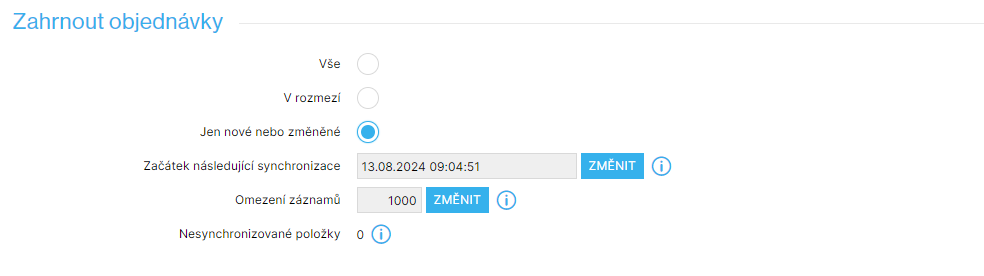 Zahrnout objednávky
Vše
V rozmezí
Jen nové nebo změněné
Začátek následující synchronizace 13.08.2024 09:04:51 ZMĚNIT
Omezení záznamů 1000 ZMĚNIT
Nesynchronizované položky 0